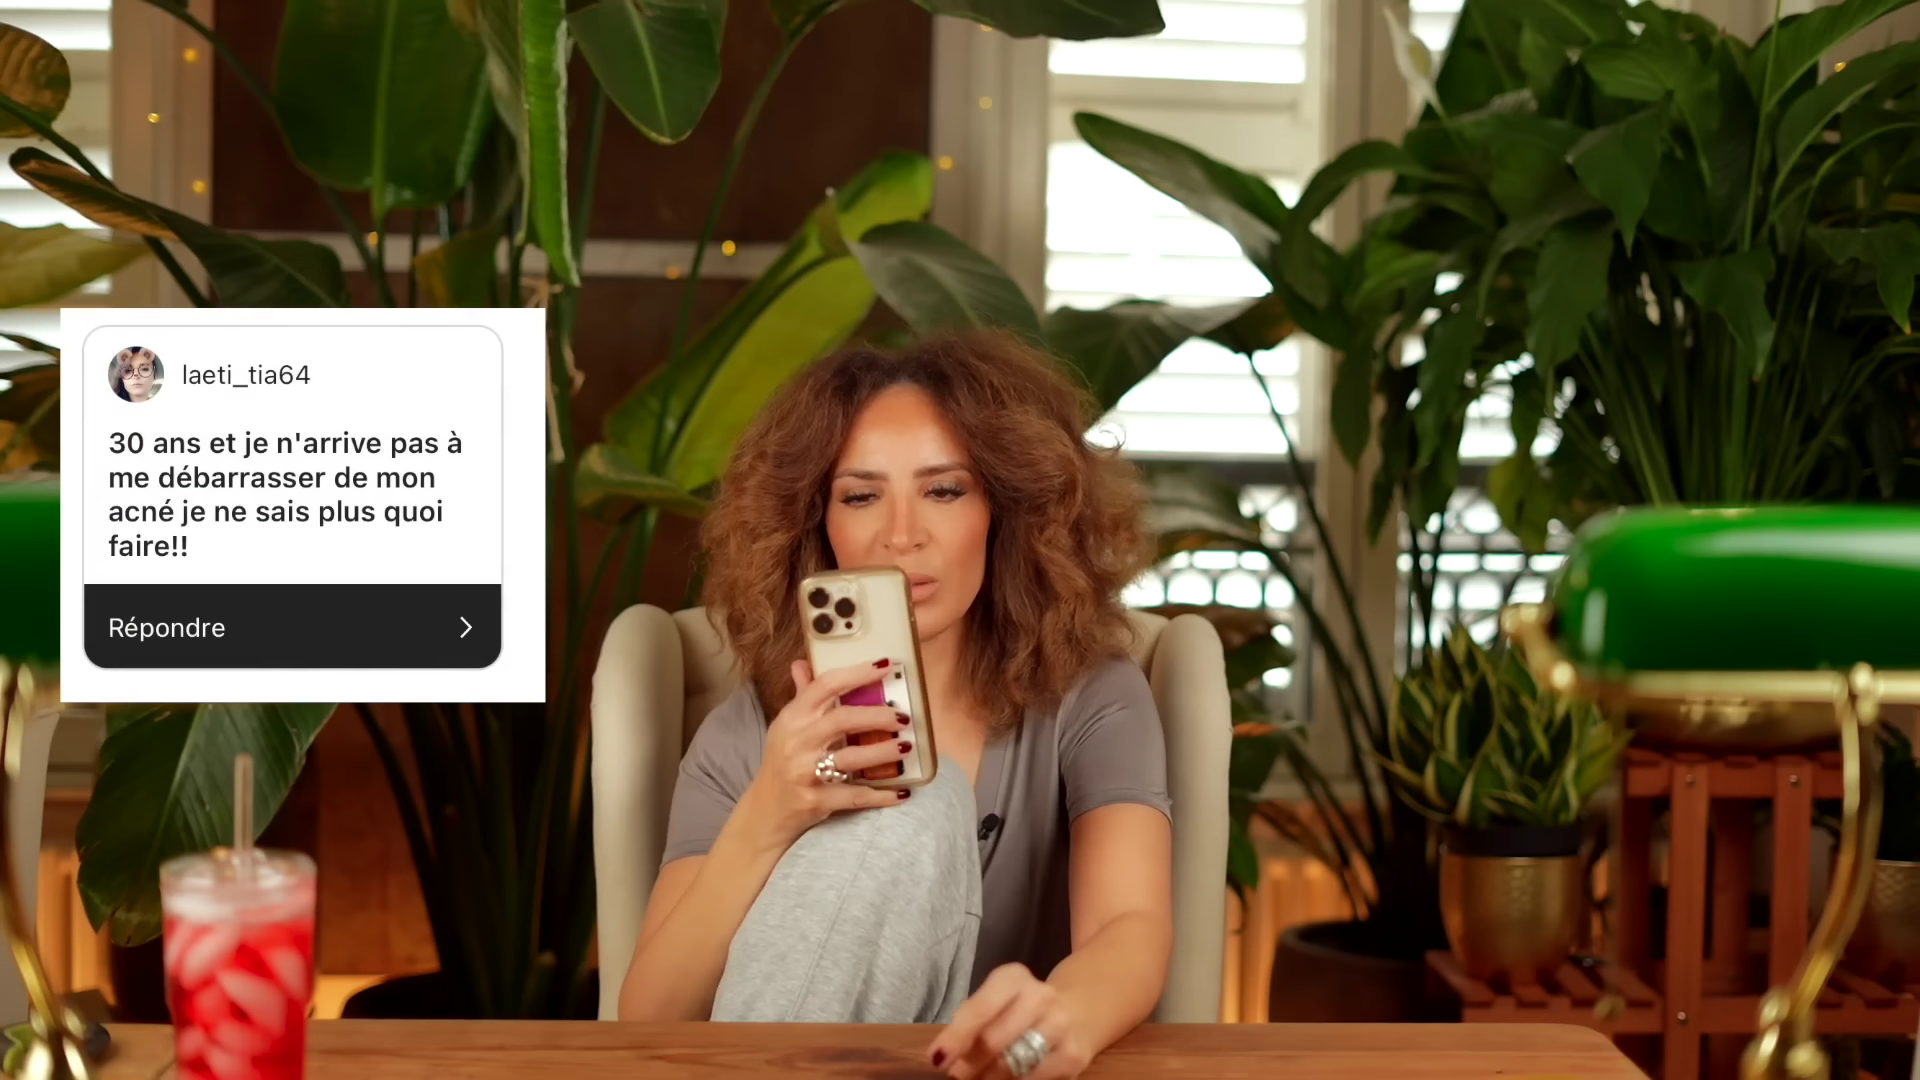 laeti_tia64
30 ans et je n'arrive pas à
me débarrasser de mon
acné je ne sais plus quoi
faire!!
Répondre